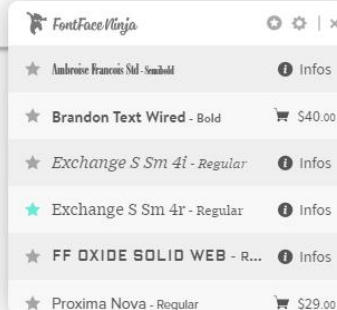 FontFace Ninja
Ambroise Francois Std - Semibold Infos
Brandon Text Wired - Bold $40.00
Exchange S Sm 4i - Regular Infos
Exchange S Sm 4r - Regular Infos
FF OXIDE SOLID WEB - R... Infos
Proxima Nova - Regular $29.00